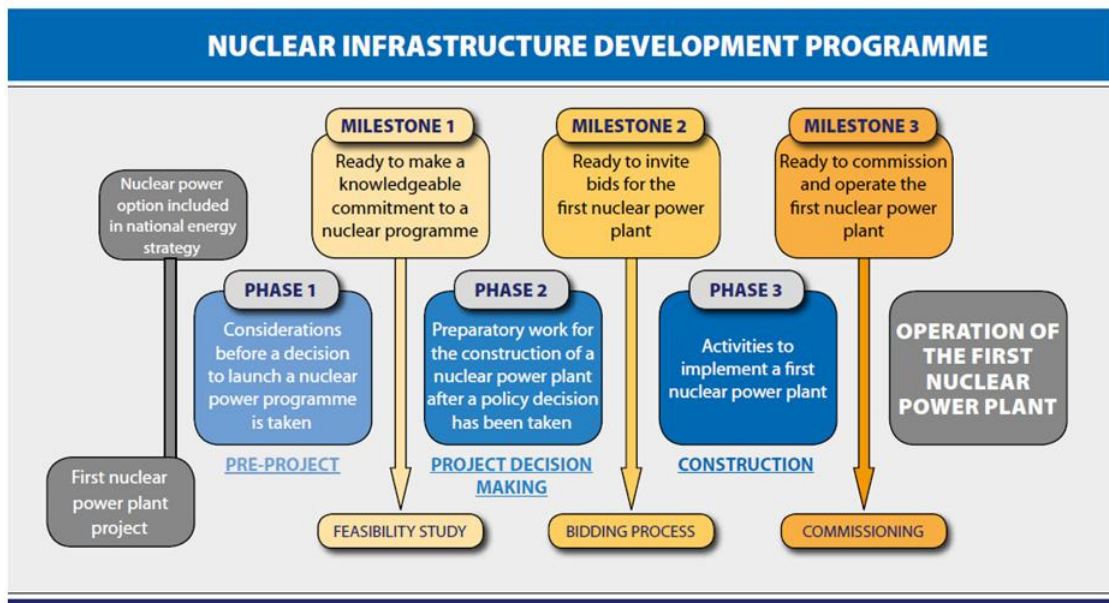 NUCLEAR INFRASTRUCTURE DEVELOPMENT PROGRAMME
Nuclear power
option included
in national energy
strategy
First nuclear
power plant
project
MILESTONE 1
Ready to make a
knowledgeable
commitment to a
nuclear programme
MILESTONE 2
Ready to invite
bids for the
first nuclear power
plant
MILESTONE 3
Ready to commission
and operate the
first nuclear power
plant
PHASE 1
Considerations
before a decision
to launch a nuclear
power programme
is taken
PRE-PROJECT
PHASE 2
Preparatory work for
the construction of a
nuclear power plant
after a policy decision
has been taken
PROJECT DECISION
MAKING
PHASE 3
Activities to
implement a first
nuclear power plant
CONSTRUCTION
OPERATION OF
THE FIRST
NUCLEAR
POWER PLANT
FEASIBILITY STUDY
BIDDING PROCESS
COMMISSIONING